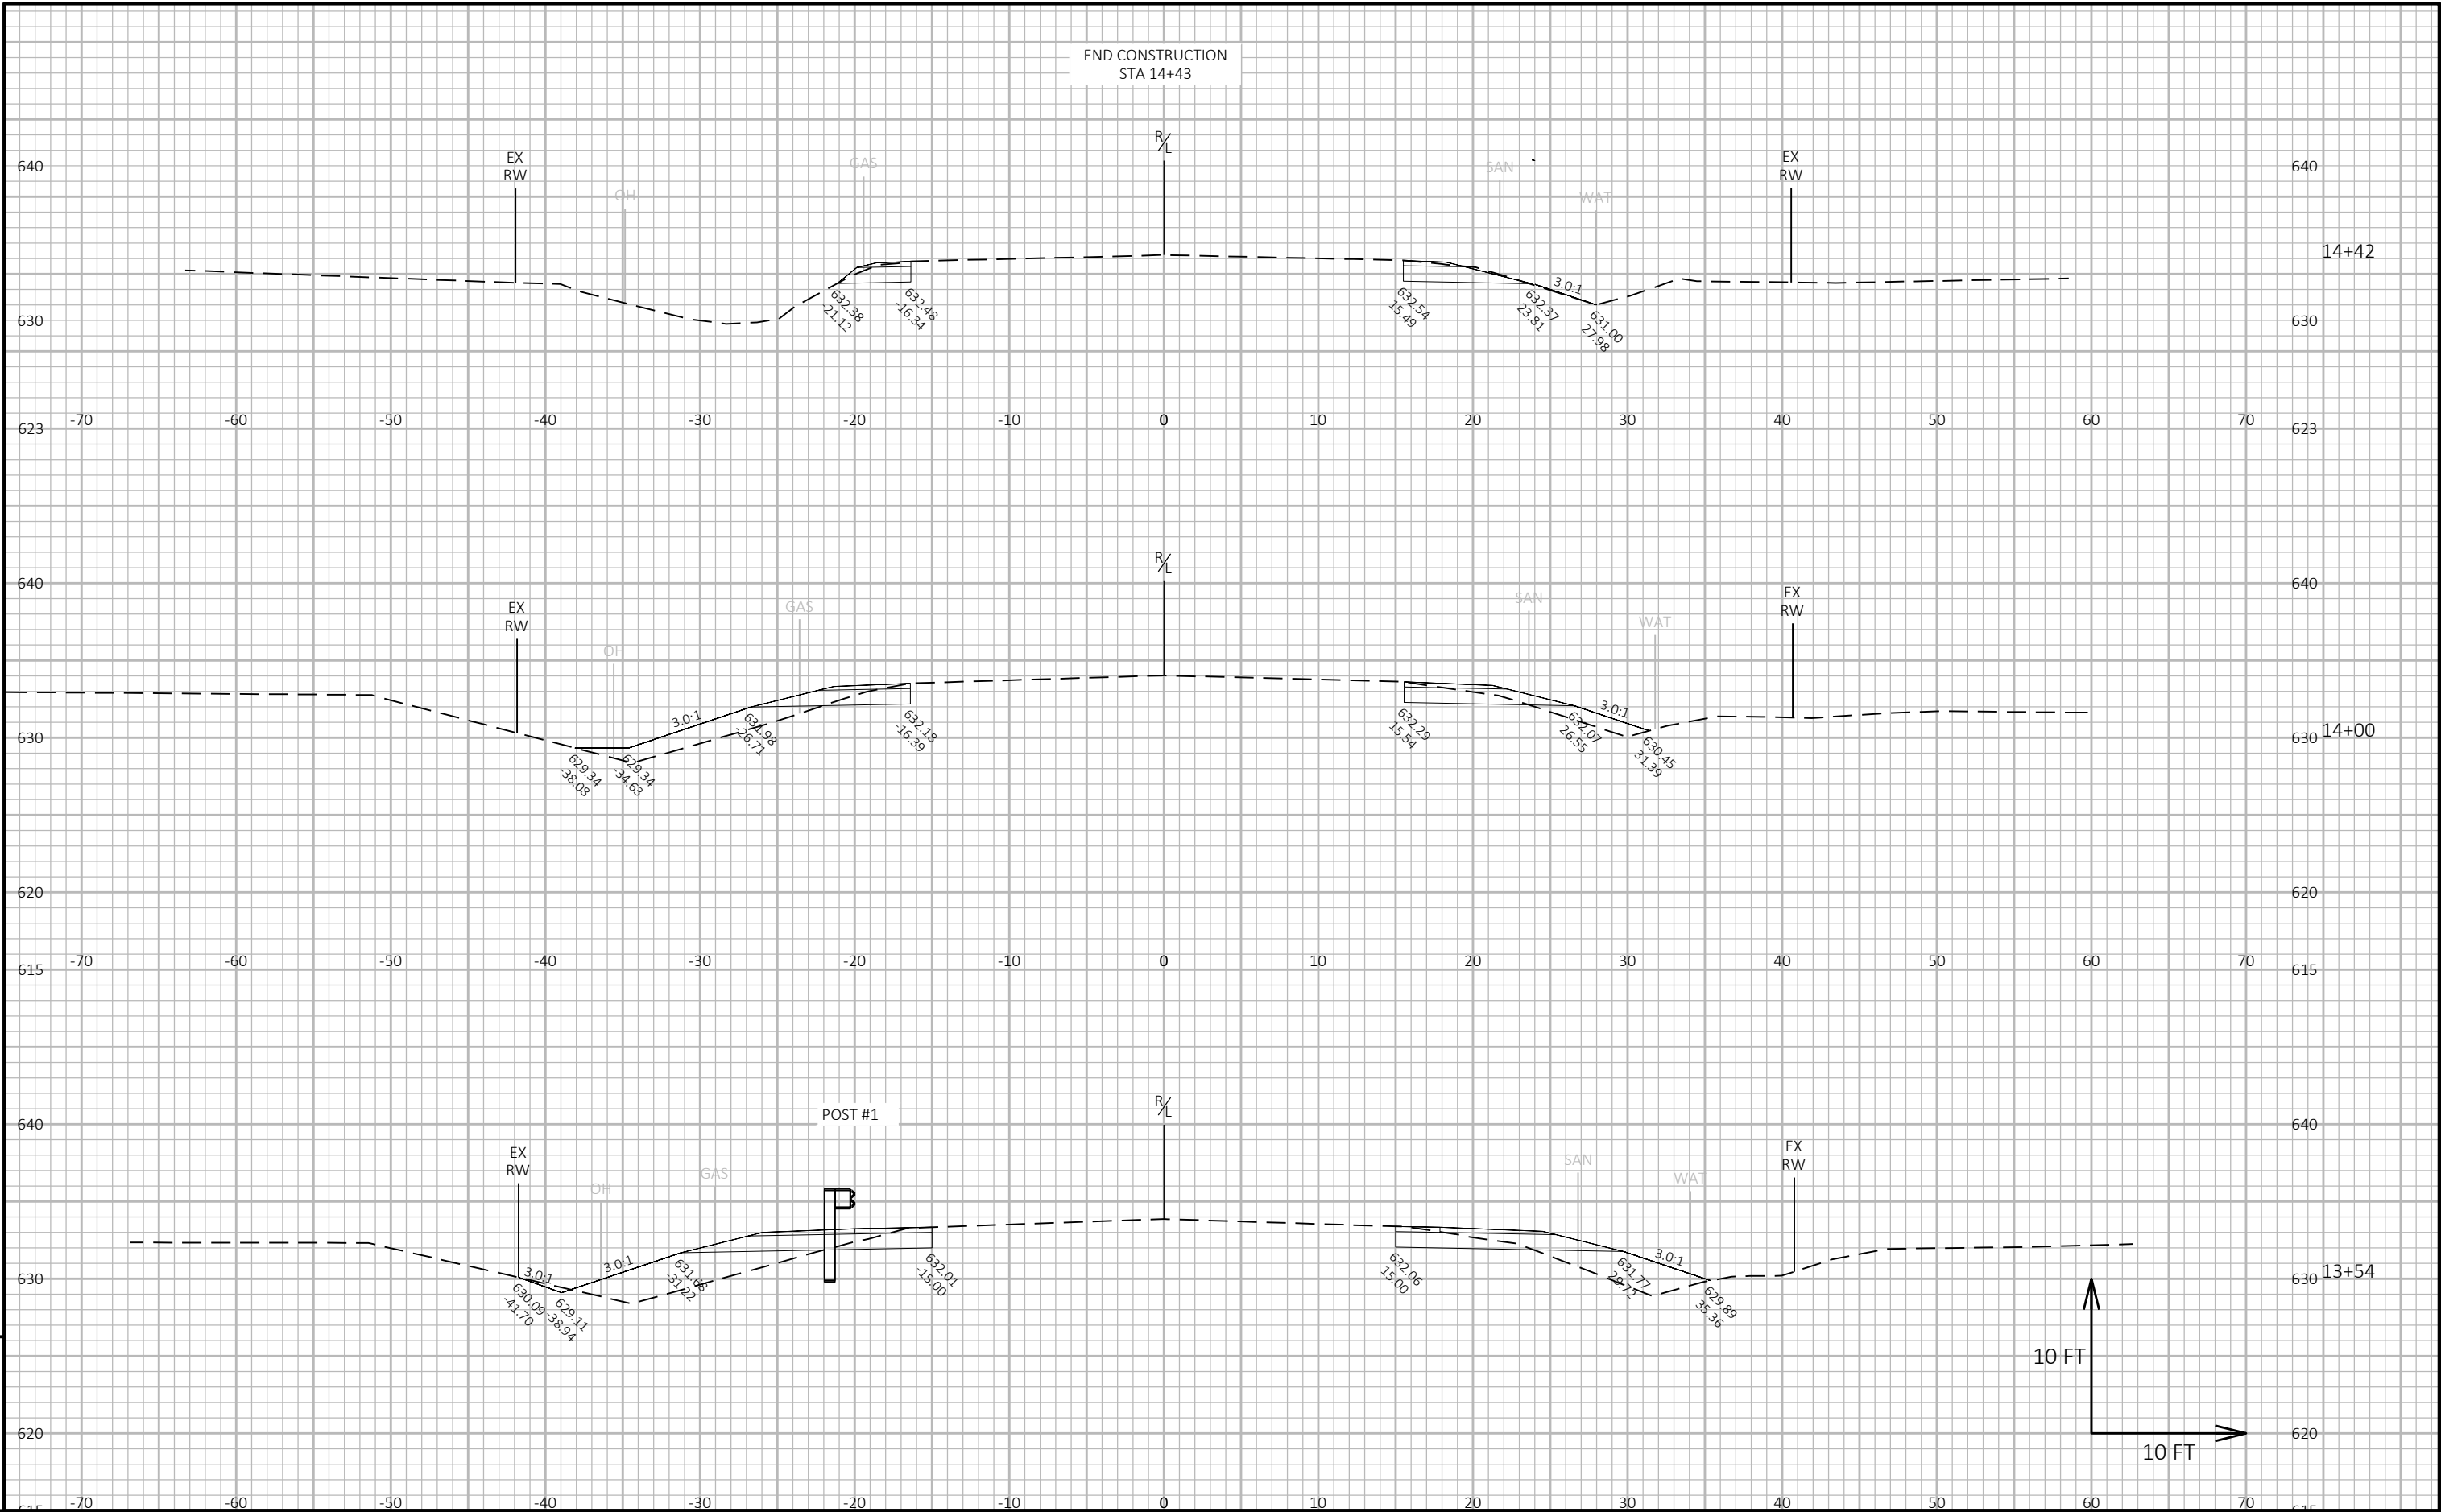 END CONSTRUCTION
STA 14+43
R/L
EX
RW
OH
GAS
SAN
WAT
EX
RW
640
640
14+42
630
630
632.38
-21.12
632.48
-16.34
632.54
15.49
632.37
23.81
3.0:1
631.00
27.98
-70 -60 -50 -40 -30 -20 -10 0 10 20 30 40 50 60 70
623
623
R/L
640
640
EX
RW
OH
GAS
SAN
WAT
EX
RW
3.0:1
3.0:1
630
630
14+00
629.34
-38.08
629.34
-34.63
631.98
-26.71
632.18
-16.39
632.29
15.54
632.07
26.55
630.45
31.39
620
620
-70 -60 -50 -40 -30 -20 -10 0 10 20 30 40 50 60 70
615
615
R/L
POST #1
640
640
EX
RW
OH
GAS
SAN
WAT
EX
RW
3.0:1
3.0:1
3.0:1
630
630
13+54
630.09
-41.70
629.11
-38.94
631.68
-31.22
632.01
-15.00
632.06
15.00
631.77
29.72
629.89
35.36
10 FT
10 FT
620
620
-70 -60 -50 -40 -30 -20 -10 0 10 20 30 40 50 60 70
615
615